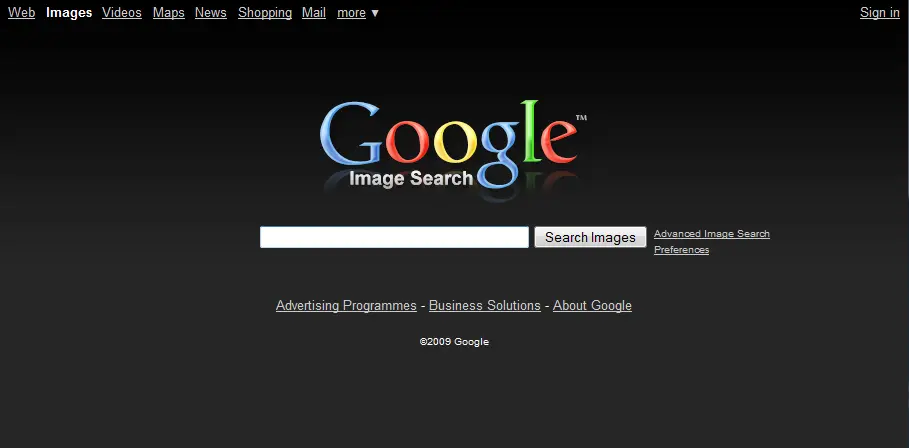 Web Images Videos Maps News Shopping Mail more ▼ Sign in
Google™
Image Search
Search Images
Advanced Image Search
Preferences
Advertising Programmes - Business Solutions - About Google
©2009 Google